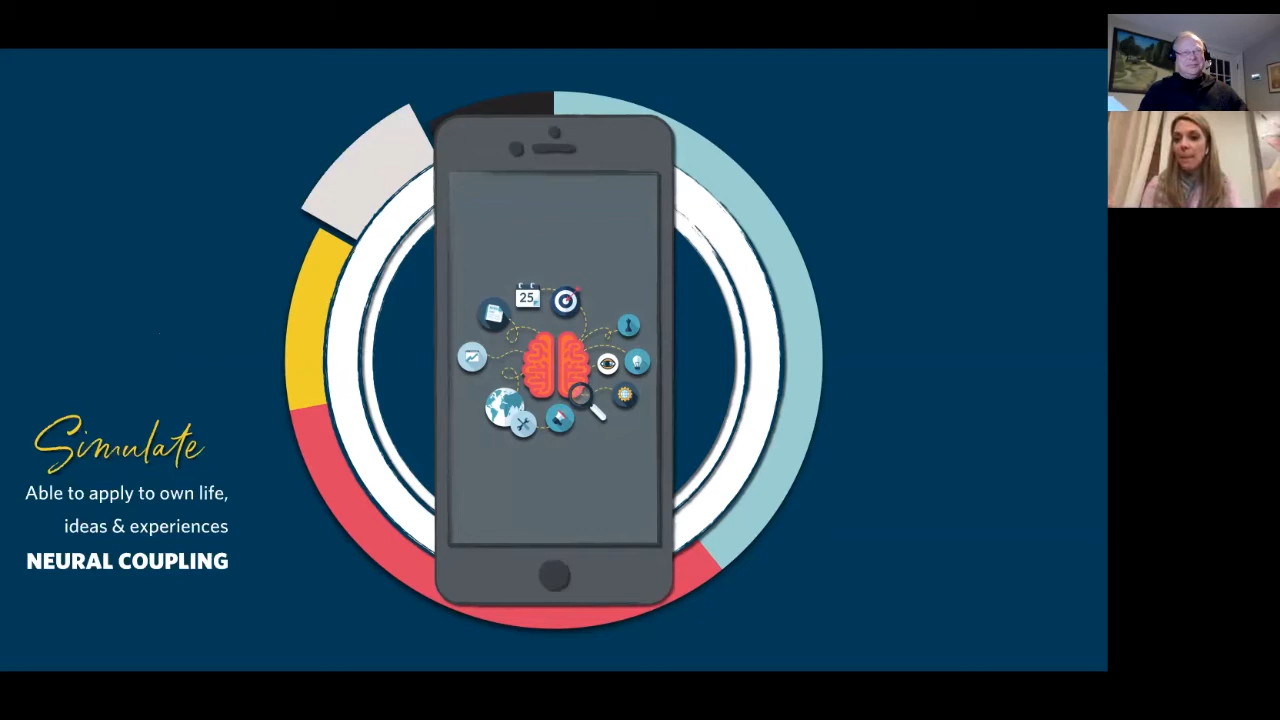 25
Simulate
Able to apply to own life,
ideas & experiences
NEURAL COUPLING